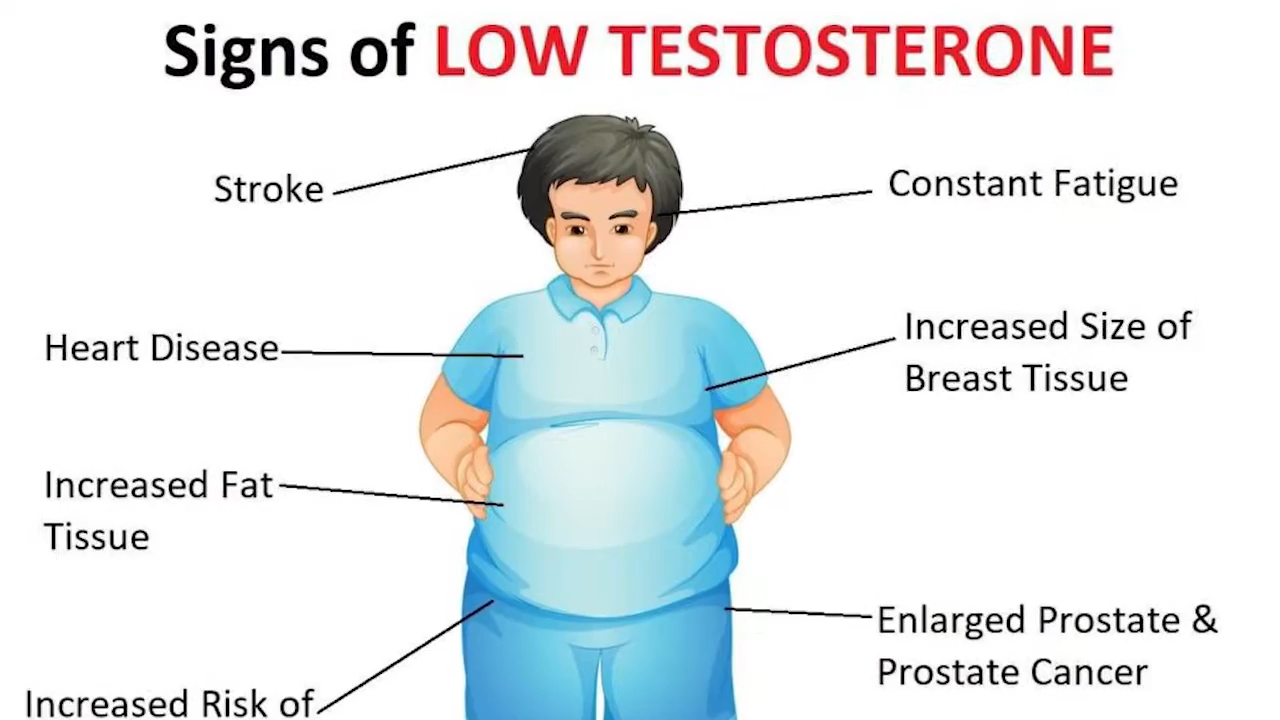 Signs of LOW TESTOSTERONE
Stroke
Constant Fatigue
Heart Disease
Increased Size of
Breast Tissue
Increased Fat
Tissue
Enlarged Prostate &
Prostate Cancer
Increased Risk of